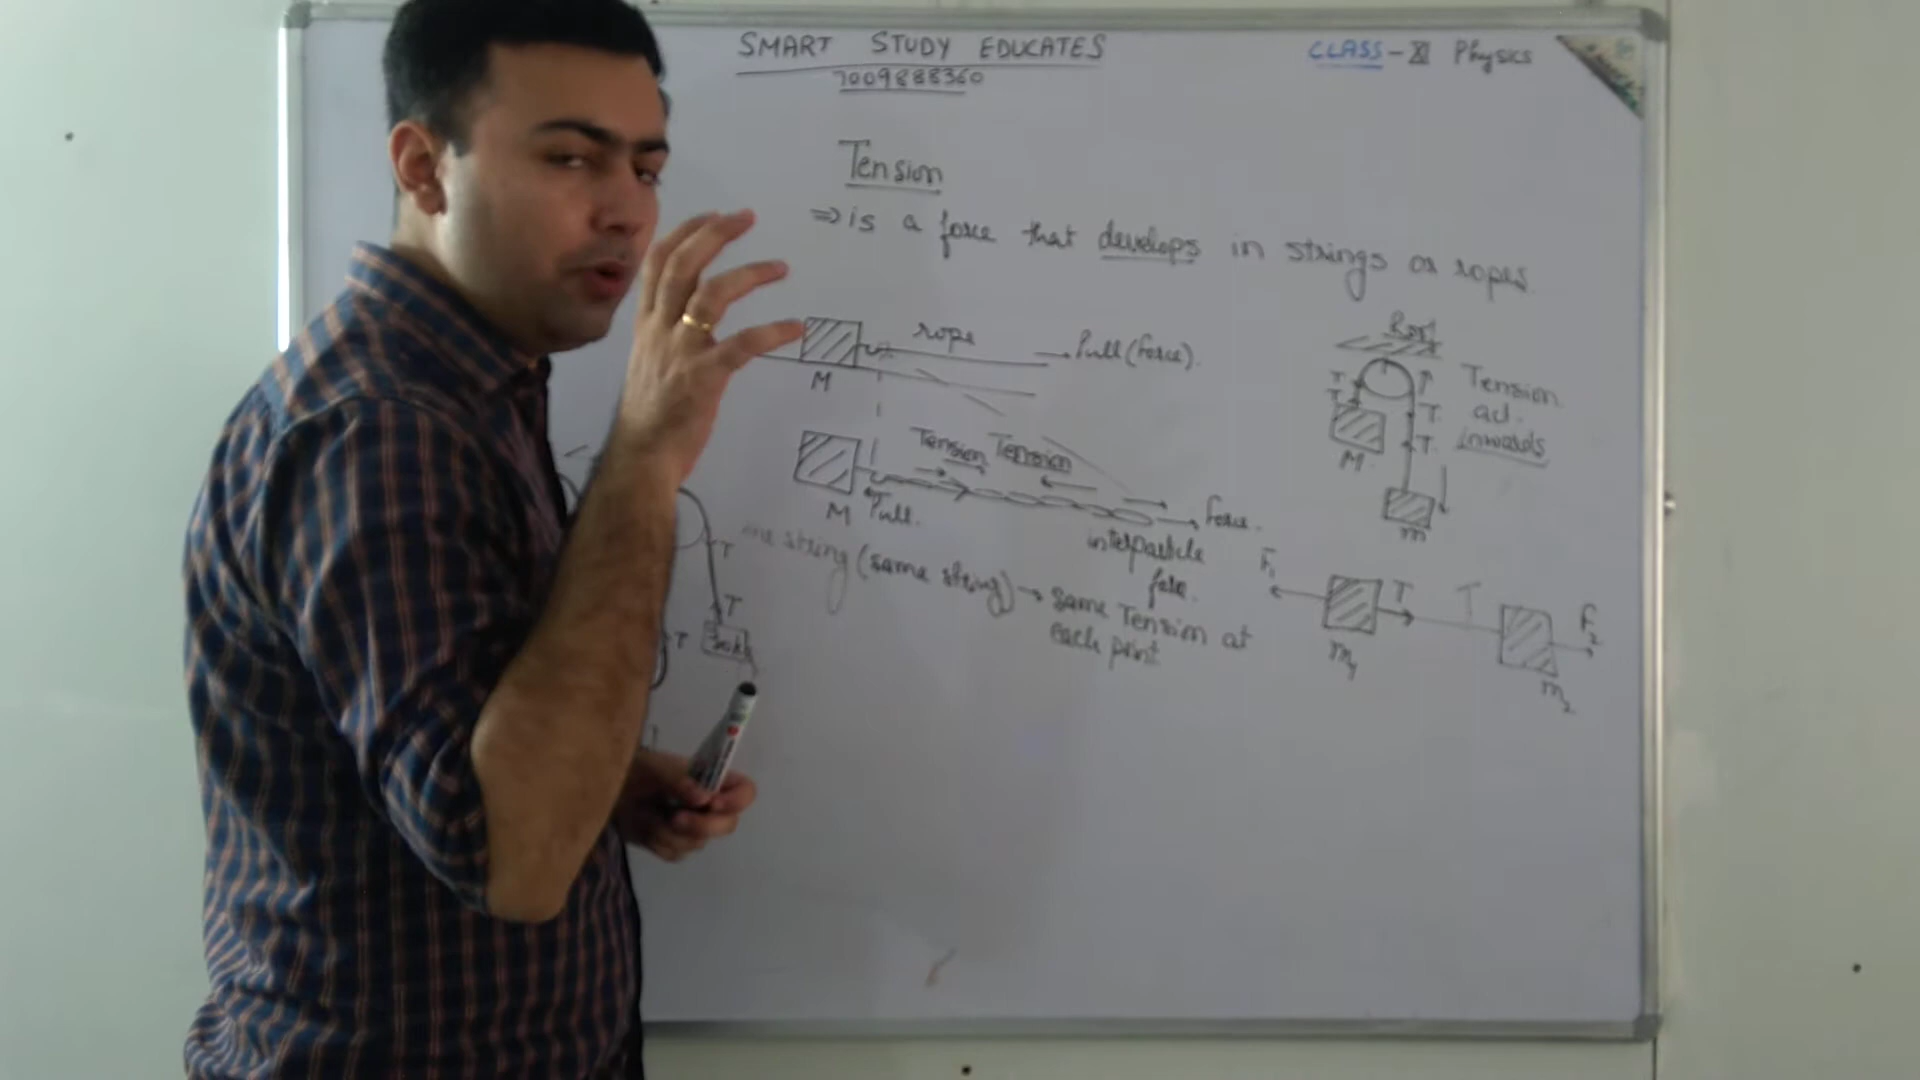 SMART STUDY EDUCATES
7009888360
CLASS-XI Physics
Tension
⇒ is a force that develops in strings or ropes
rope
Pull (force).
M
Tension Tension
M Pull.
force.
interparticle
T
T
T
T.
T.
M.
m
Tension
act.
inwards
string (same string) → same Tension at
each point
T
T
T
F₁
T
T
F₂
m₁
m₂